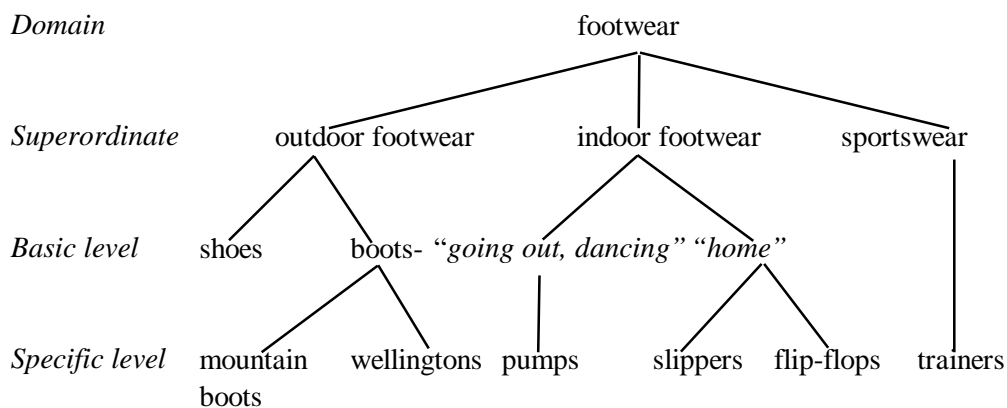 Domain footwear
Superordinate outdoor footwear indoor footwear sportswear
Basic level shoes boots- “going out, dancing” “home”
Specific level mountain wellingtons pumps slippers flip-flops trainers
boots